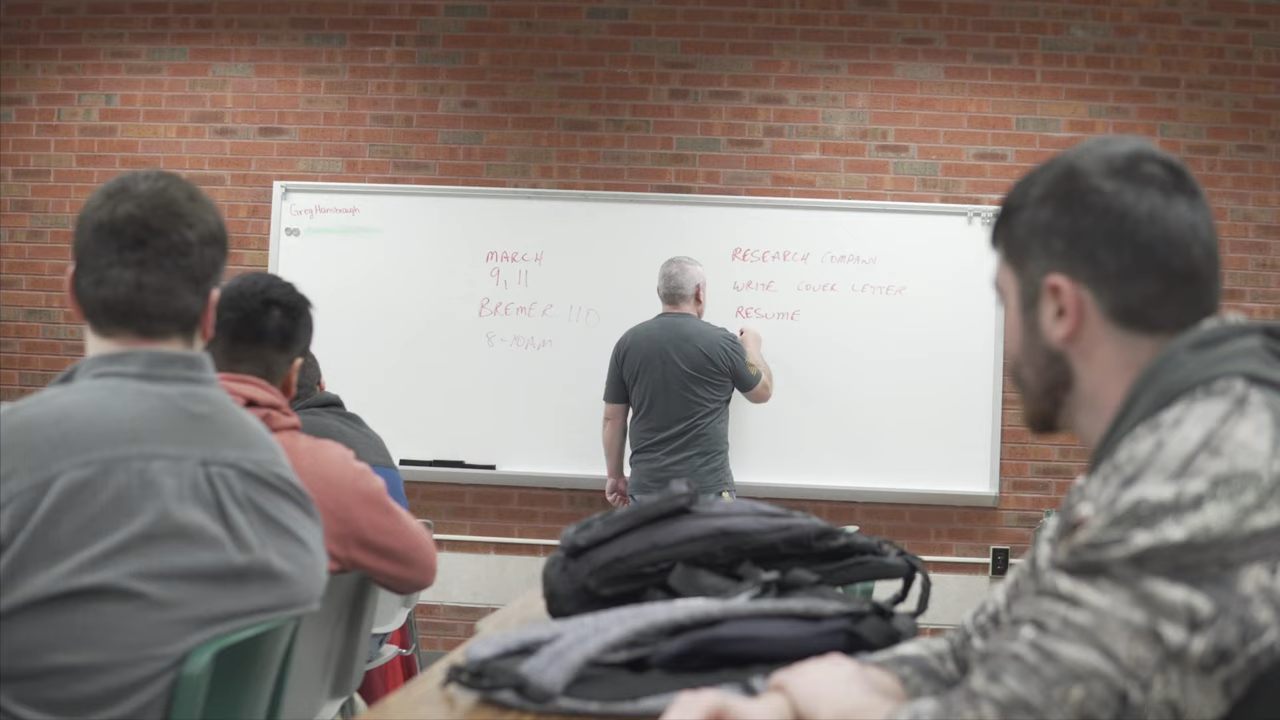 Greg Hansbrough
MARCH
9, 11
BREMER 110
8-10AM
RESEARCH COMPANY
WRITE COVER LETTER
RESUME